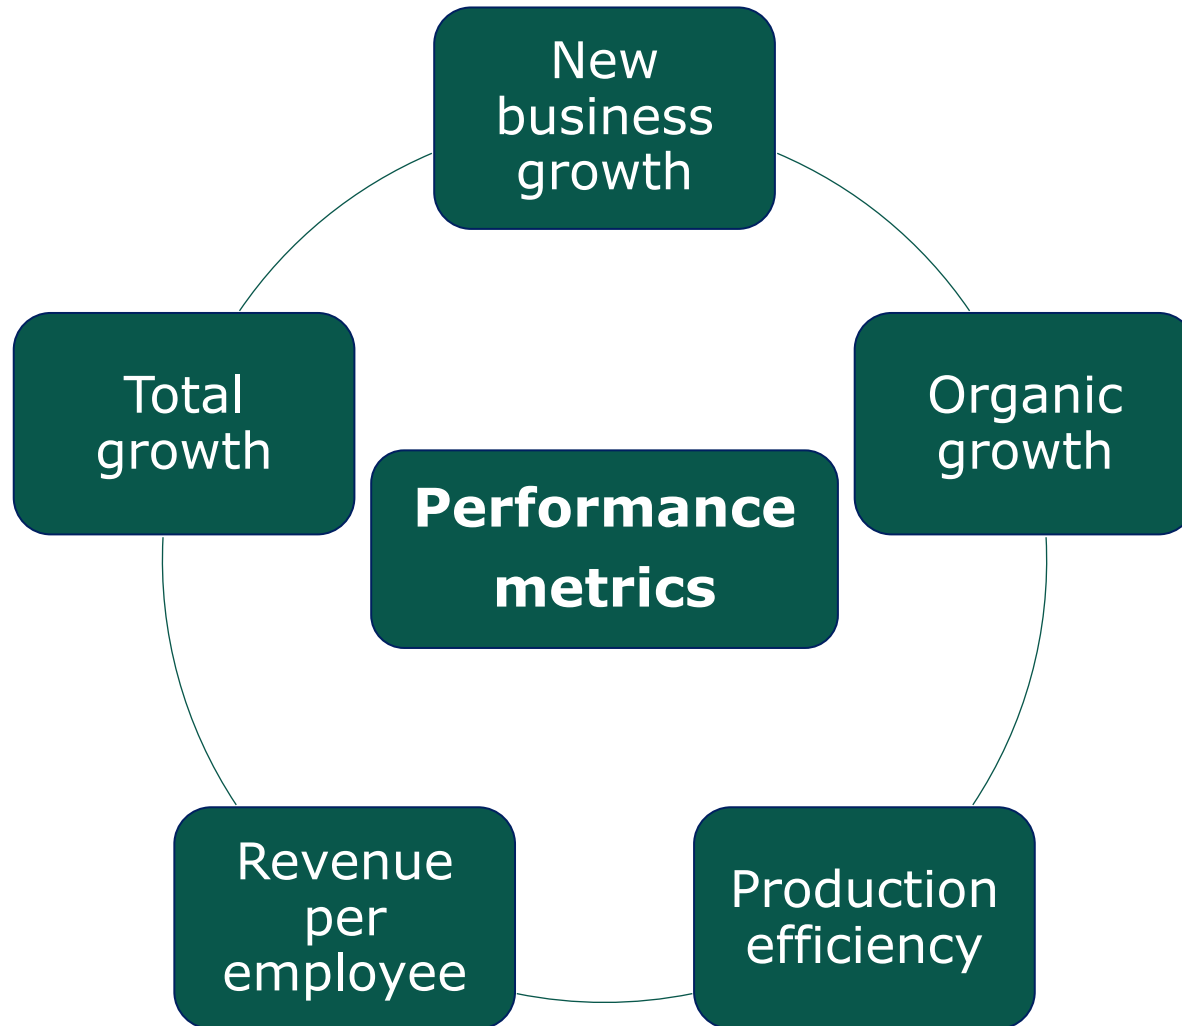 New
business
growth
Total
growth
Organic
growth
Performance
metrics
Revenue
per
employee
Production
efficiency